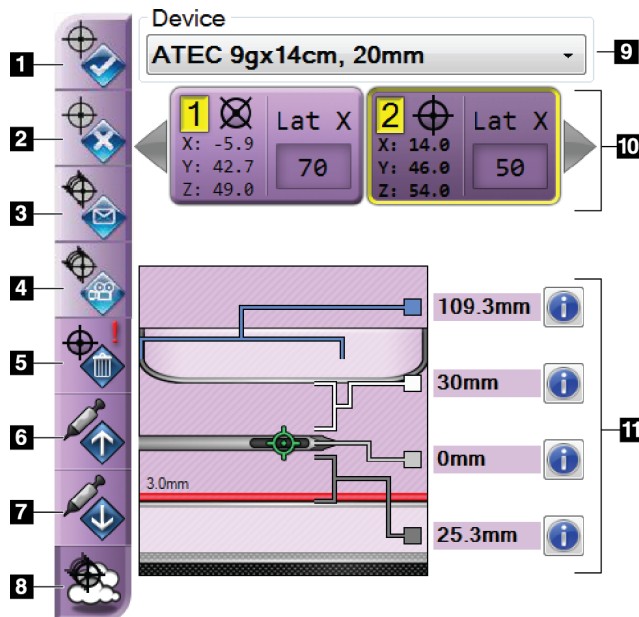 Device
ATEC 9gx14cm, 20mm
1
2
3
4
5
6
7
8
9
10
11
1 Lat X
X: -5.9
Y: 42.7
Z: 49.0
70
2 Lat X
X: 14.0
Y: 46.0
Z: 54.0
50
!
109.3mm
30mm
0mm
3.0mm
25.3mm
i
i
i
i